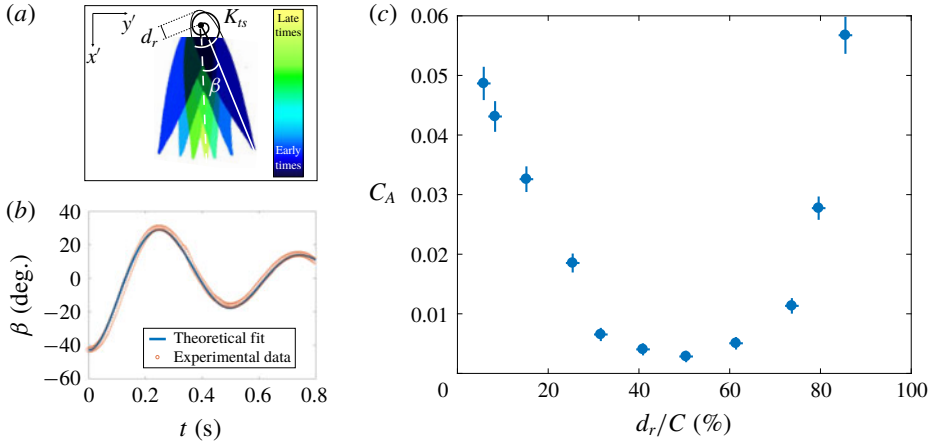 (a)
y′
K_ts
d_r
x′
β
Late
times
Early
times
(b)
40
20
0
−20
−40
−60
β (deg.)
Theoretical fit
Experimental data
0 0.2 0.4 0.6 0.8
t (s)
(c)
0.06
0.05
0.04
0.03
0.02
0.01
C_A
0 20 40 60 80 100
d_r/C (%)